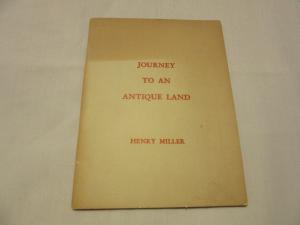 JOURNEY
TO AN
ANTIQUE LAND
HENRY MILLER